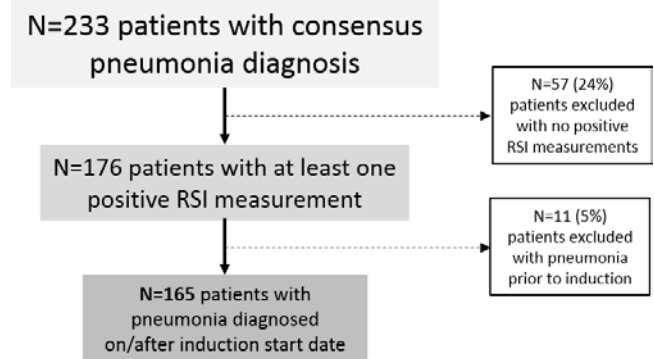 N=233 patients with consensus
pneumonia diagnosis
N=57 (24%)
patients excluded
with no positive
RSI measurements
N=176 patients with at least one
positive RSI measurement
N=11 (5%)
patients excluded
with pneumonia
prior to induction
N=165 patients with
pneumonia diagnosed
on/after induction start date